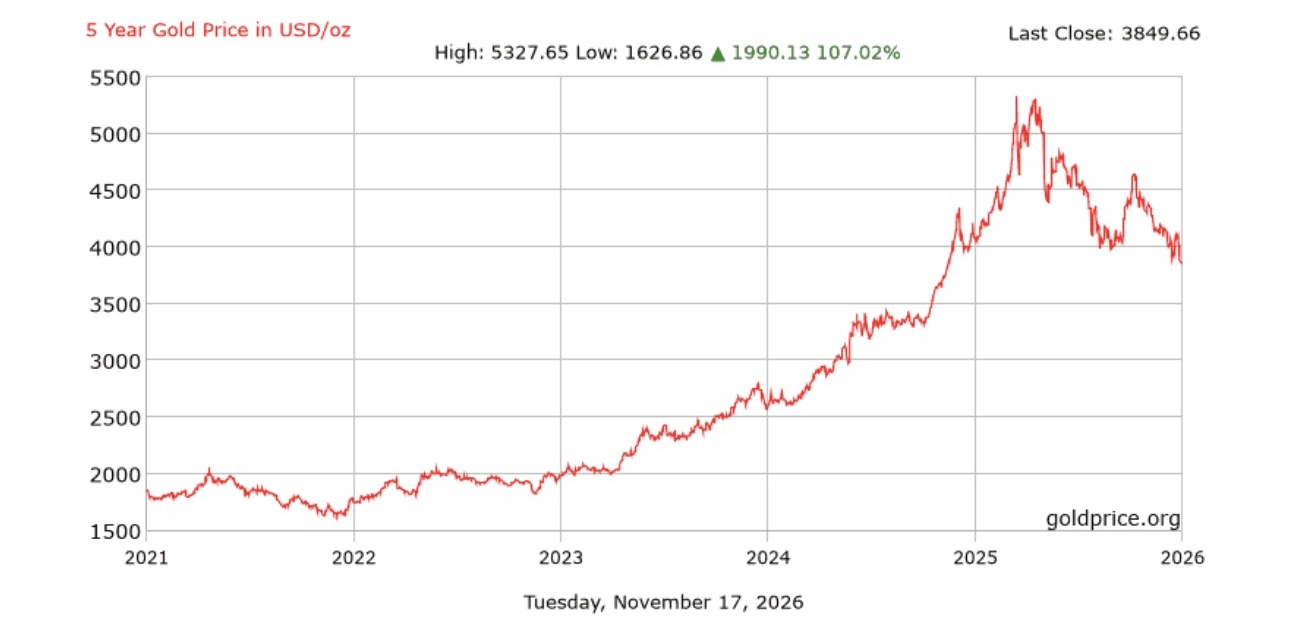 5 Year Gold Price in USD/oz
Last Close: 3849.66
High: 5327.65 Low: 1626.86 ▲ 1990.13 107.02%
5500
5000
4500
4000
3500
3000
2500
2000
1500
goldprice.org
2021 2022 2023 2024 2025 2026
Tuesday, November 17, 2026